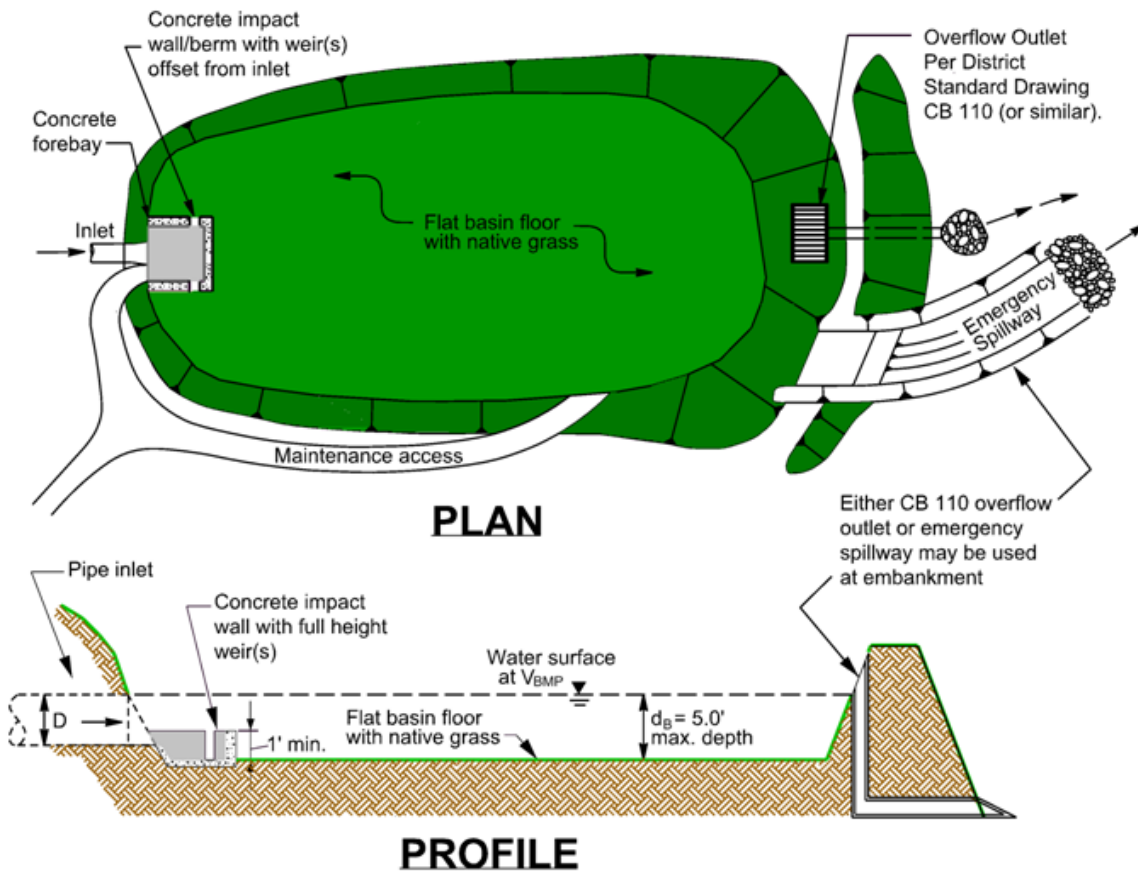 Concrete impact
wall/berm with weir(s)
offset from inlet
Overflow Outlet
Per District
Standard Drawing
CB 110 (or similar).
Concrete
forebay
Inlet
Flat basin floor
with native grass
Emergency
Spillway
Maintenance access
PLAN
Either CB 110 overflow
outlet or emergency
spillway may be used
at embankment
Pipe inlet
Concrete impact
wall with full height
weir(s)
Water surface
at VBMP
D
1' min.
Flat basin floor
with native grass
dB = 5.0'
max. depth
PROFILE